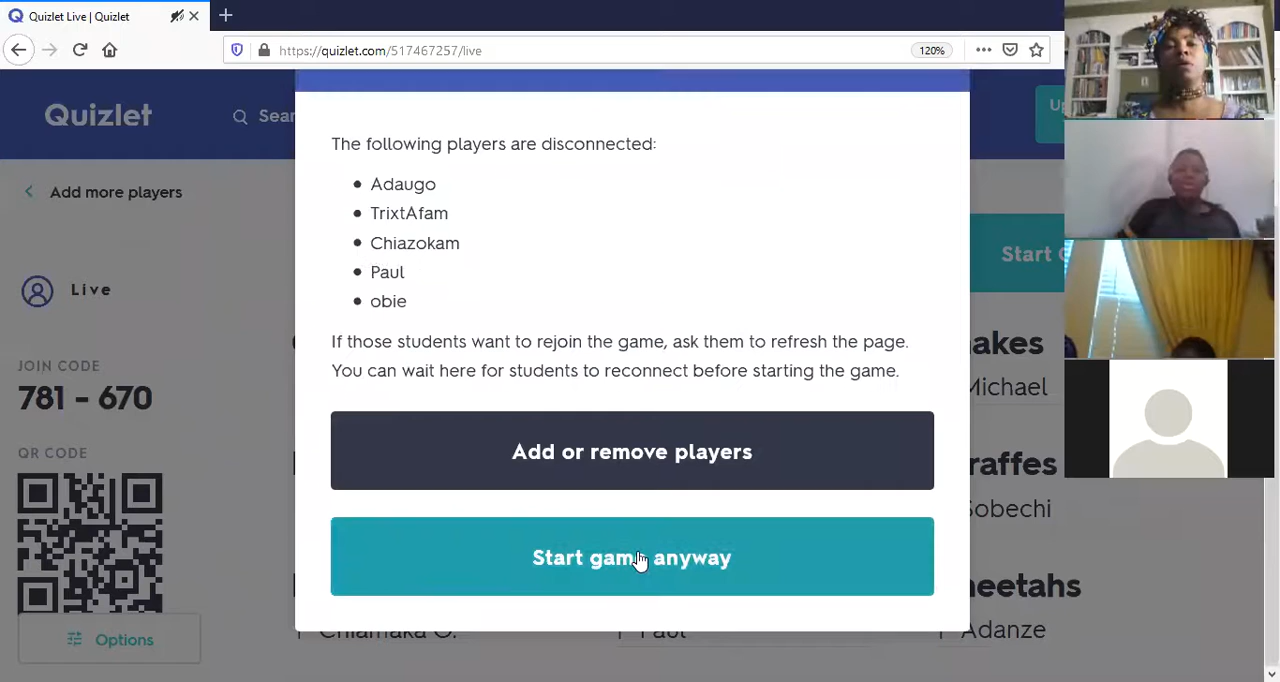 Quizlet Live | Quizlet
https://quizlet.com/517467257/live
120%
Quizlet
Add more players
Live
JOIN CODE
781 - 670
QR CODE
Options
The following players are disconnected:
Adaugo
TrixtAfam
Chiazokam
Paul
obie
If those students want to rejoin the game, ask them to refresh the page.
You can wait here for students to reconnect before starting the game.
Add or remove players
Start game anyway
Start
Michael
Sobechi
Chiamaka O.
Paul
Adanze